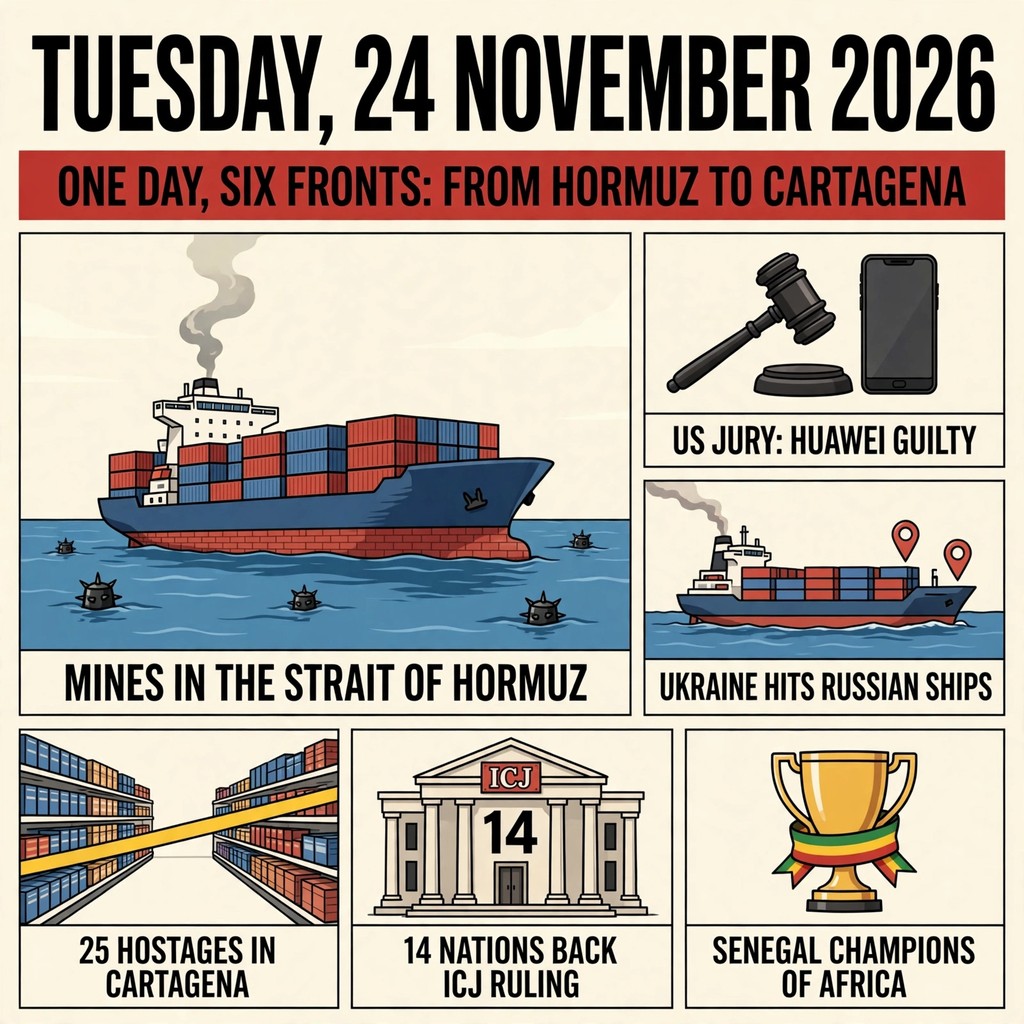 TUESDAY, 24 NOVEMBER 2026
ONE DAY, SIX FRONTS: FROM HORMUZ TO CARTAGENA
MINES IN THE STRAIT OF HORMUZ
US JURY: HUAWEI GUILTY
UKRAINE HITS RUSSIAN SHIPS
25 HOSTAGES IN
CARTAGENA
ICJ
14
14 NATIONS BACK
ICJ RULING
SENEGAL CHAMPIONS
OF AFRICA